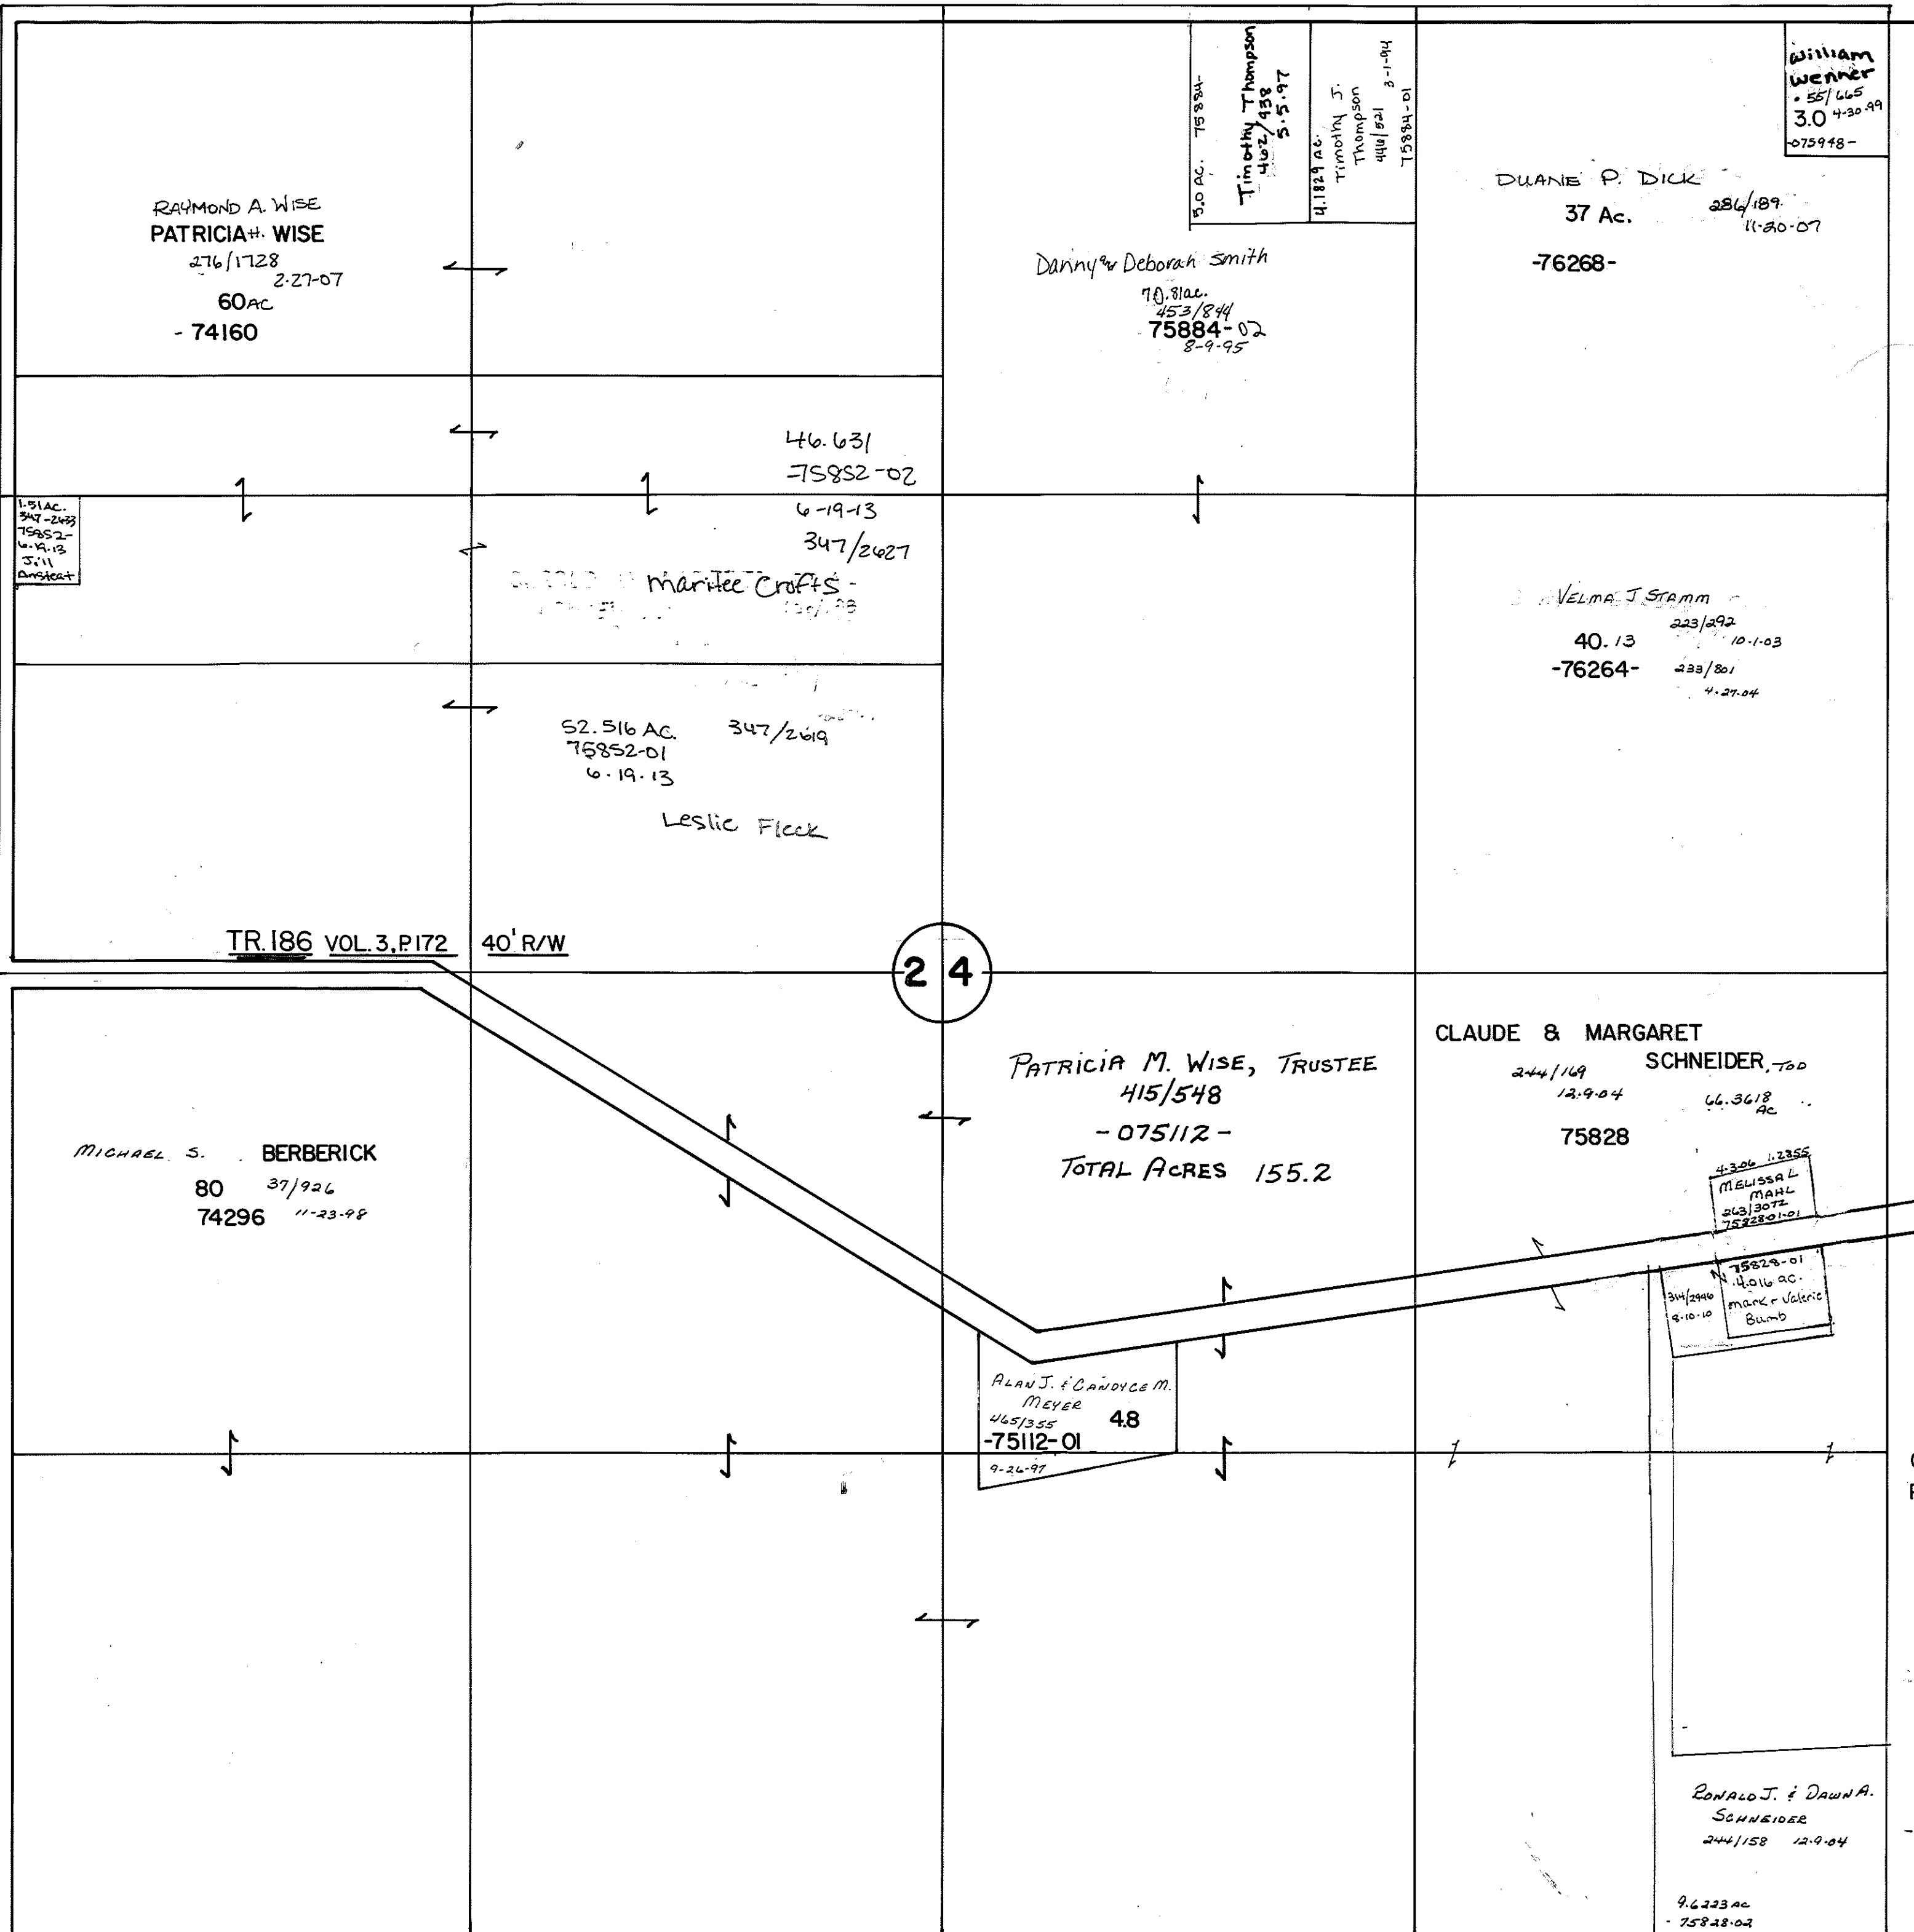 RAYMOND A. WISE
PATRICIA H. WISE
276/1728
2-27-07
60 AC
- 74160
5.0 AC. 75884-
Timothy Thompson
462/938
5.5.97
4.1829 AC.
Timothy J.
Thompson
446/521 3-1-94
75884-01
William
Wenner
55/665
3.0 4-30-99
-075948-
DUANE P. DICK
37 Ac. 286/189
11-20-07
-76268-
Danny & Deborah Smith
70.81ac.
453/844
75884-02
8-9-95
46.631
-75852-02
6-19-13
347/2627
Marilee Crofts
1.51AC.
347-2633
75852-
6.19.13
Jill
Ansteat
VELMA J STAMM
223/292
40.13 10-1-03
-76264- 233/801
4-27-04
52.516 AC. 347/2619
75852-01
6-19-13
Leslie Fleck
TR.186 VOL.3,P.172 40' R/W
24
PATRICIA M. WISE, TRUSTEE
415/548
-075112-
TOTAL ACRES 155.2
CLAUDE & MARGARET
SCHNEIDER, TOD
244/169
12.9.04
66.3618
AC
75828
MICHAEL S. BERBERICK
80 37/926
74296 11-23-98
4-3-06 1.2355
MELISSA L
MAHL
263/3072
75828-01-01
75828-01
4.016 ac.
Mark & Valerie
Bumb
314/2946
8-10-10
ALAN J. & CANDYCE M.
MEYER
465/355 4.8
-75112-01
9-26-97
RONALD J. & DAWN A.
SCHNEIDER
244/158 12-9-04
9.6223 AC
- 75828-02